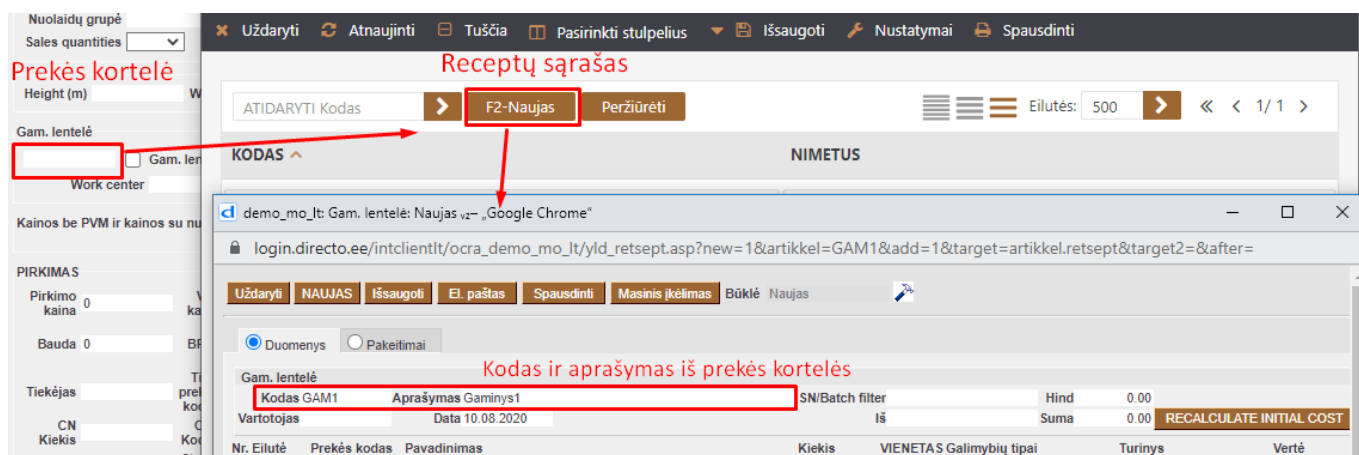 Nuolaidų grupė
Sales quantities
Prekės kortelė
Height (m)
W
Gam. lentelė
Gam. len
Work center
Kainos be PVM ir kainos su nu
PIRKIMAS
Pirkimo kaina 0
ka
Bauda 0
Tiekėjas
prek
CN Kiekis
Uždaryti Atnaujinti Tuščia Pasirinkti stulpelius Išsaugoti Nustatymai Spausdinti
Receptų sąrašas
ATIDARYTI Kodas F2-Naujas Peržiūrėti Eilutės: 500 « < 1/ 1 >
KODAS NIMETUS
demo_mo_lt: Gam. lentelė: Naujas v2– „Google Chrome“
login.directo.ee/intclientlt/ocra_demo_mo_lt/yld_retsept.asp?new=1&artikkel=GAM1&add=1&target=artikkel.retsept&target2=&after=
Uždaryti NAUJAS Išsaugoti El. paštas Spausdinti Masinis įkėlimas Būklė Naujas
Duomenys Pakeitimai
Kodas ir aprašymas iš prekės kortelės
Gam. lentelė
Kodas GAM1 Aprašymas Gaminys1 SN/Batch filter Hind 0.00
Vartotojas Data 10.08.2020 Iš Suma 0.00 RECALCULATE INITIAL COST
Nr. Eilutė Prekės kodas Pavadinimas Kiekis VIENETAS Galimybių tipai Turinys Vertė